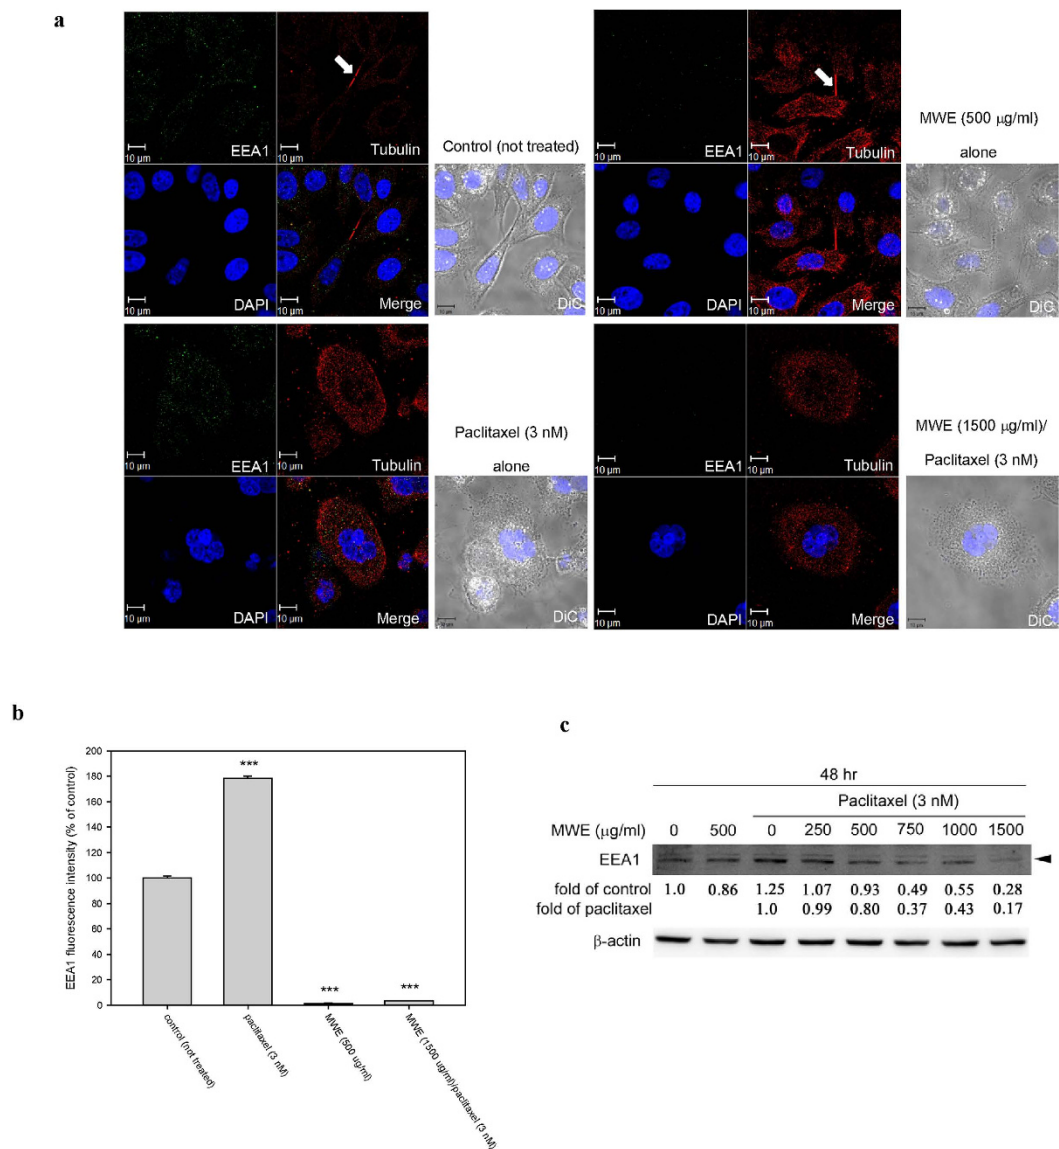 a
EEA1
10 µm
Tubulin
10 µm
DAPI
10 µm
Merge
10 µm
Control (not treated)
DiC
EEA1
10 µm
Tubulin
10 µm
DAPI
10 µm
Merge
10 µm
MWE (500 µg/ml)
alone
DiC
EEA1
10 µm
Tubulin
10 µm
DAPI
10 µm
Merge
10 µm
Paclitaxel (3 nM)
alone
DiC
EEA1
10 µm
Tubulin
10 µm
DAPI
10 µm
Merge
10 µm
MWE (1500 µg/ml)/
Paclitaxel (3 nM)
DiC
10 µm
b
EEA1 fluorescence intensity (% of control)
200
180
160
140
120
100
80
60
40
20
0
***
***
***
control (not treated)
paclitaxel (3 nM)
MWE (500 ug/ml)
MWE (1500 ug/ml)/paclitaxel (3 nM)
c
48 hr
Paclitaxel (3 nM)
MWE (µg/ml) 0 500 0 250 500 750 1000 1500
EEA1
fold of control 1.0 0.86 1.25 1.07 0.93 0.49 0.55 0.28
fold of paclitaxel 1.0 0.99 0.80 0.37 0.43 0.17
β-actin